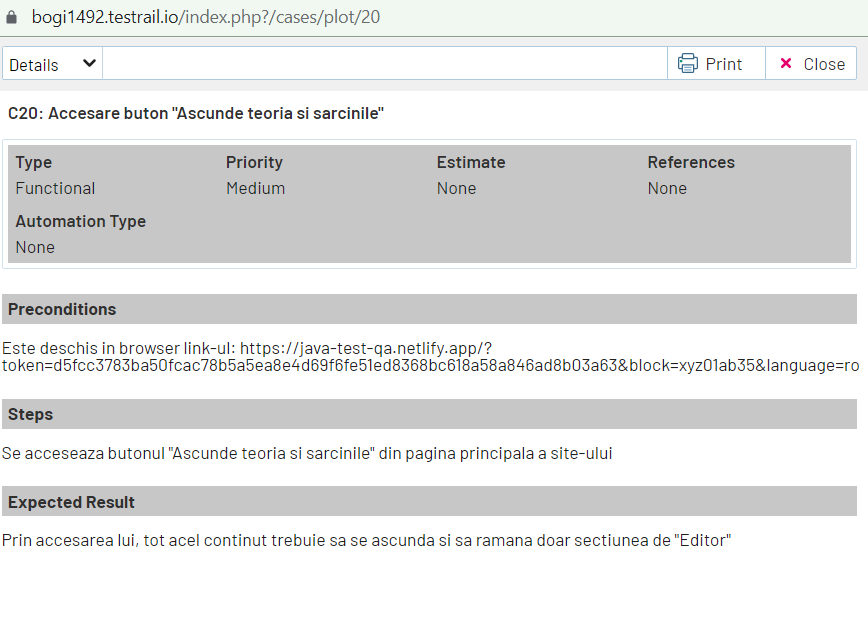 bogi1492.testrail.io/index.php?/cases/plot/20
Details Print Close
C20: Accesare buton "Ascunde teoria si sarcinile"
Type Priority Estimate References
Functional Medium None None
Automation Type
None
Preconditions
Este deschis in browser link-ul: https://java-test-qa.netlify.app/?
token=d5fcc3783ba50fcac78b5a5ea8e4d69f6fe51ed8368bc618a58a846ad8b03a63&block=xyz01ab35&language=ro
Steps
Se acceseaza butonul "Ascunde teoria si sarcinile" din pagina principala a site-ului
Expected Result
Prin accesarea lui, tot acel continut trebuie sa se ascunda si sa ramana doar sectiunea de "Editor"